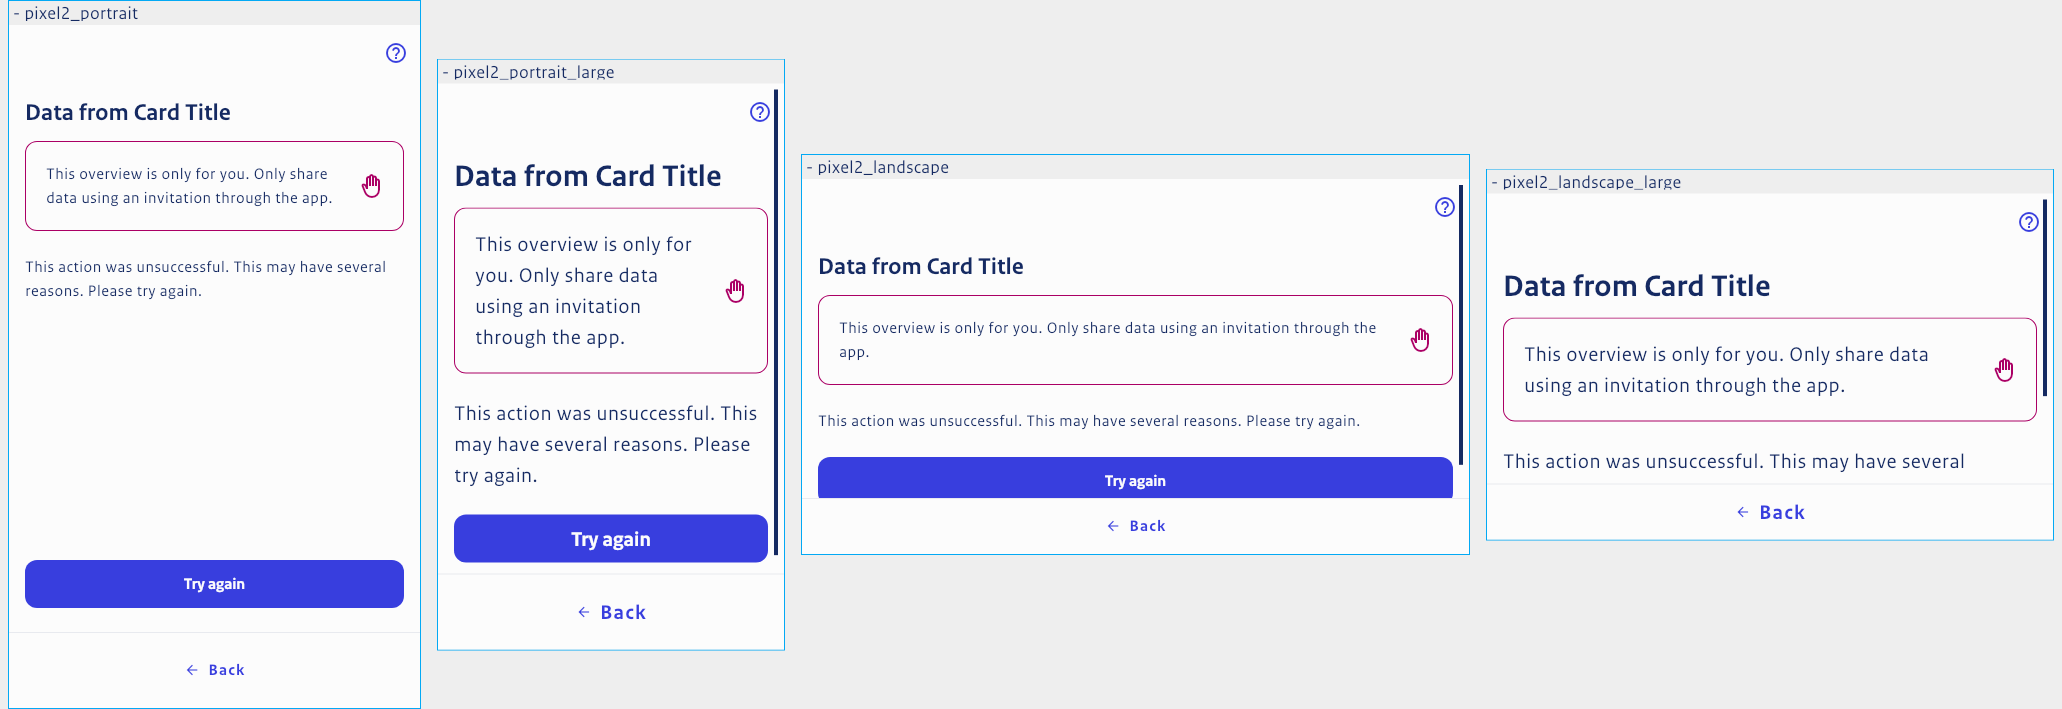 - pixel2_portrait
Data from Card Title
This overview is only for you. Only share
data using an invitation through the app.
This action was unsuccessful. This may have several
reasons. Please try again.
Try again
← Back
- pixel2_portrait_large
Data from Card Title
This overview is only for
you. Only share data
using an invitation
through the app.
This action was unsuccessful. This
may have several reasons. Please
try again.
Try again
← Back
- pixel2_landscape
Data from Card Title
This overview is only for you. Only share data using an invitation through the
app.
This action was unsuccessful. This may have several reasons. Please try again.
Try again
← Back
- pixel2_landscape_large
Data from Card Title
This overview is only for you. Only share data
using an invitation through the app.
This action was unsuccessful. This may have several
← Back